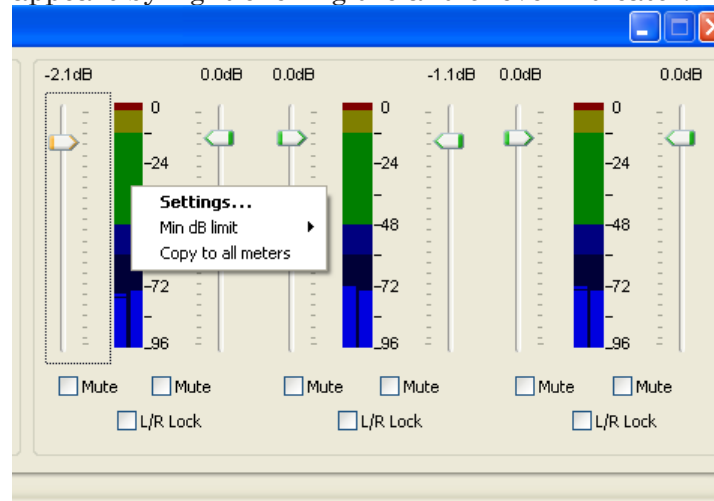 -2.1dB 0.0dB 0.0dB -1.1dB 0.0dB 0.0dB
0 0 0
-24 -24 -24
Settings...
Min dB limit
Copy to all meters
-48 -48
-72 -72 -72
-96 -96 -96
Mute Mute Mute Mute Mute Mute
L/R Lock L/R Lock L/R Lock